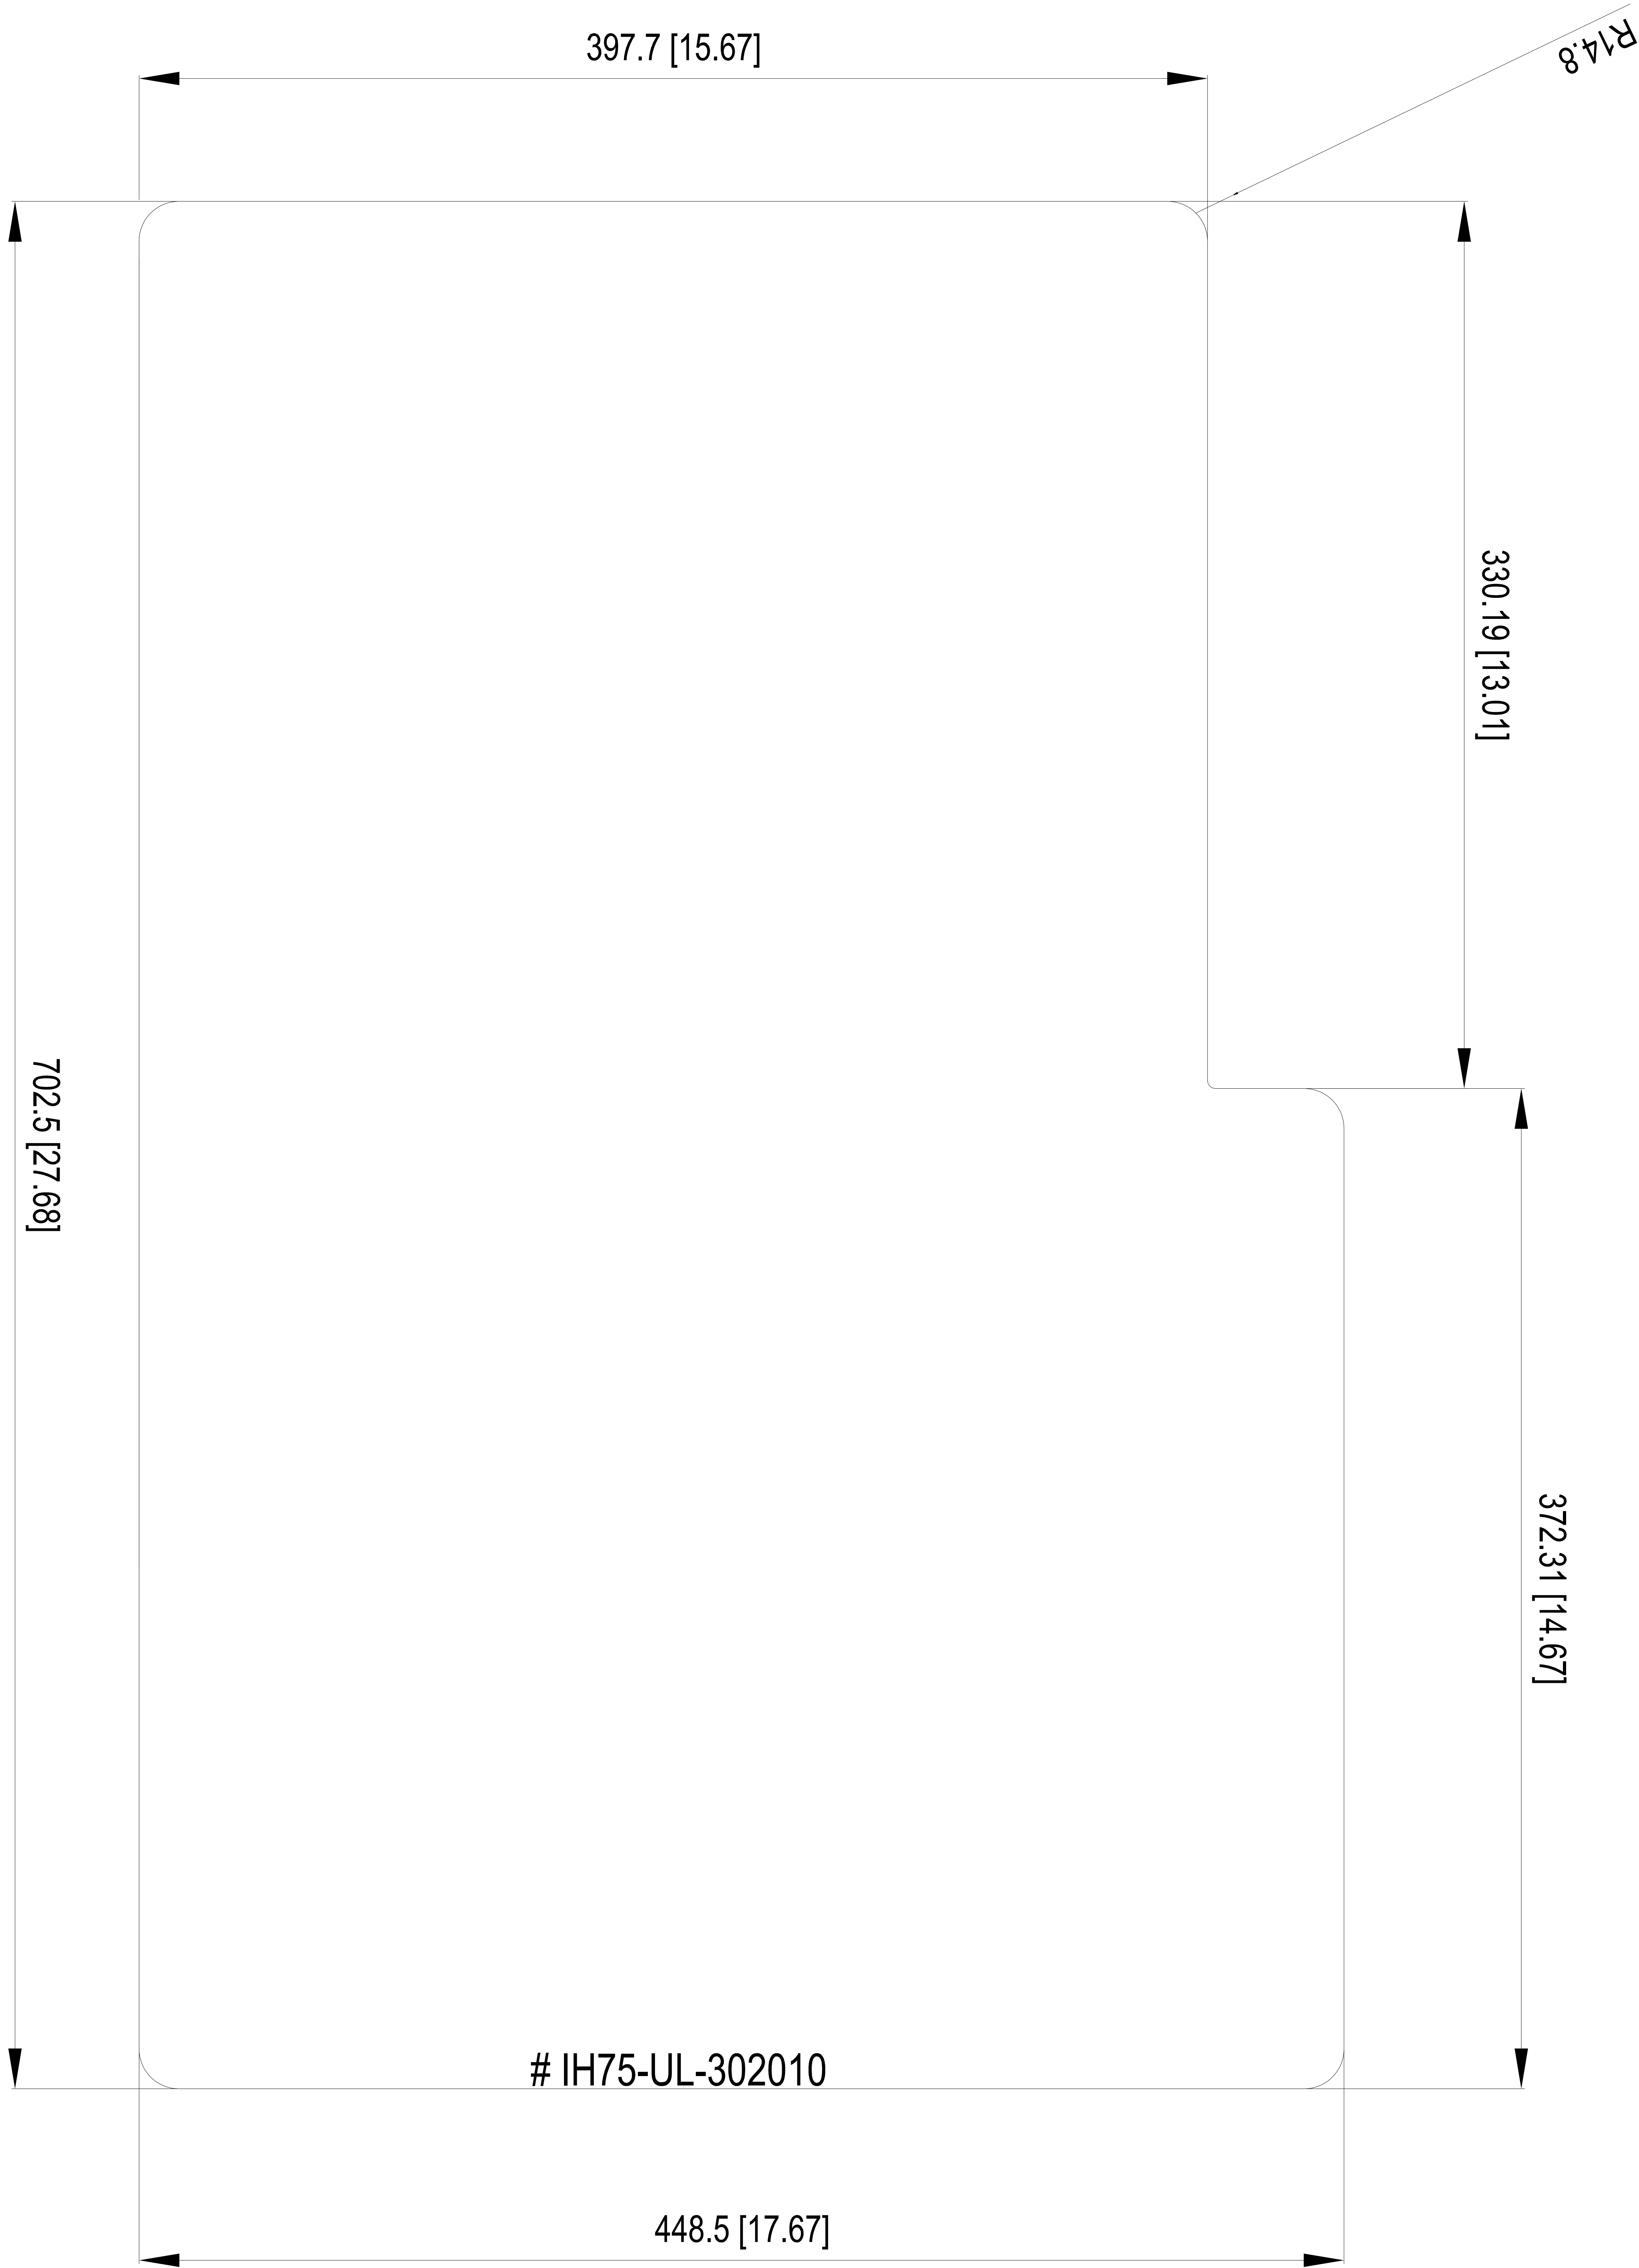 397.7 [15.67]
R14.8
330.19 [13.01]
702.5 [27.68]
372.31 [14.67]
# IH75-UL-302010
448.5 [17.67]